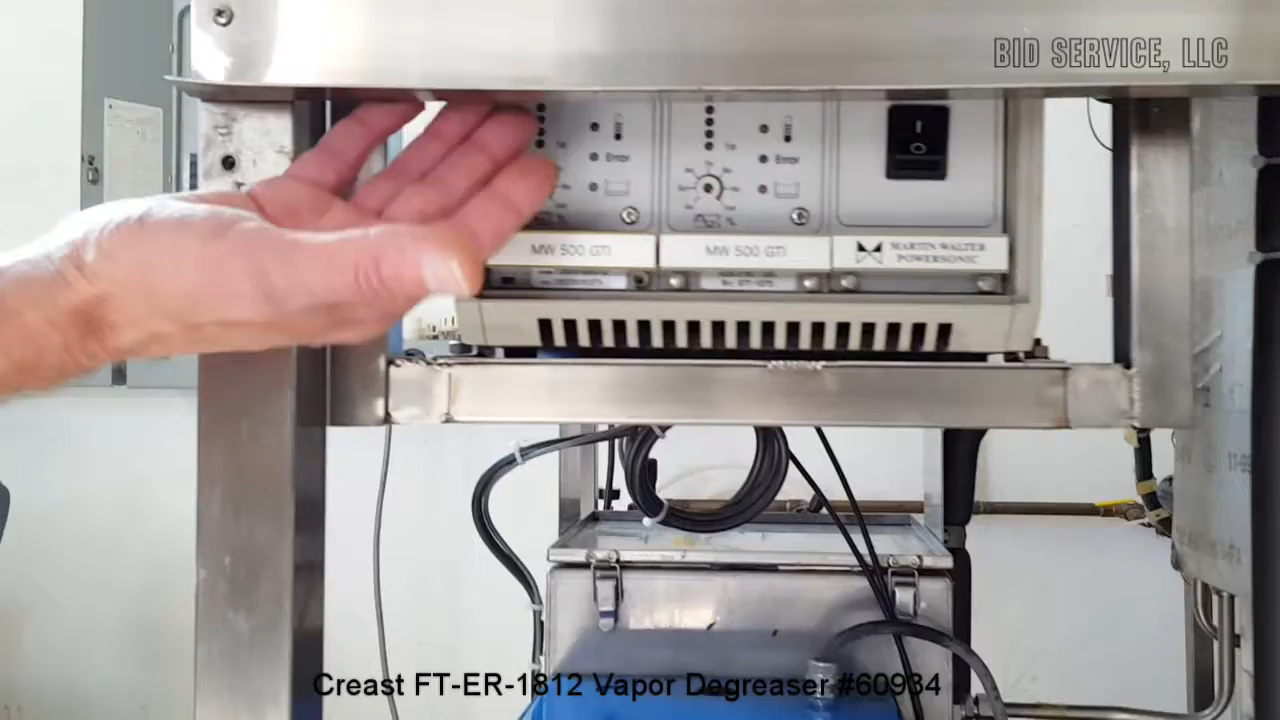 BID SERVICE, LLC
Error
Error
%
MW 500 GTI
MW 500 GTI
MARTIN WALTER
POWERSONIC
Creast FT-ER-1812 Vapor Degreaser #60934